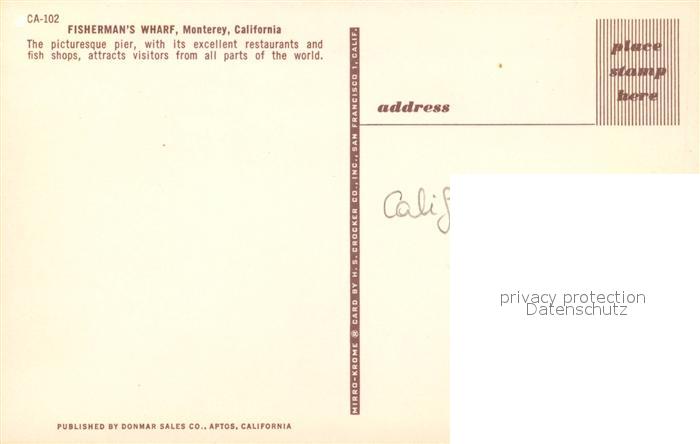 CA-102
FISHERMAN'S WHARF, Monterey, California
The picturesque pier, with its excellent restaurants and
fish shops, attracts visitors from all parts of the world.
PUBLISHED BY DONMAR SALES CO., APTOS, CALIFORNIA
MIRRO-KROME ® CARD BY H. S. CROCKER CO., INC., SAN FRANCISCO 1, CALIF.
place
stamp
here
address
Calif
privacy protection
Datenschutz